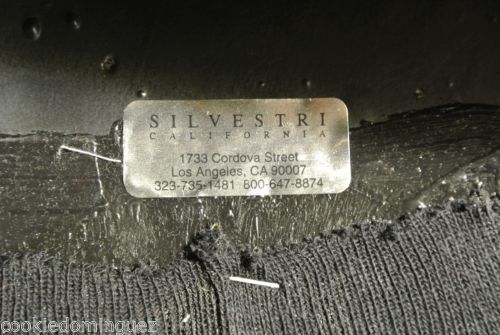 SILVESTRI
CALIFORNIA
1733 Cordova Street
Los Angeles, CA 90007
323-735-1481 800-647-8874
cookiedominguez